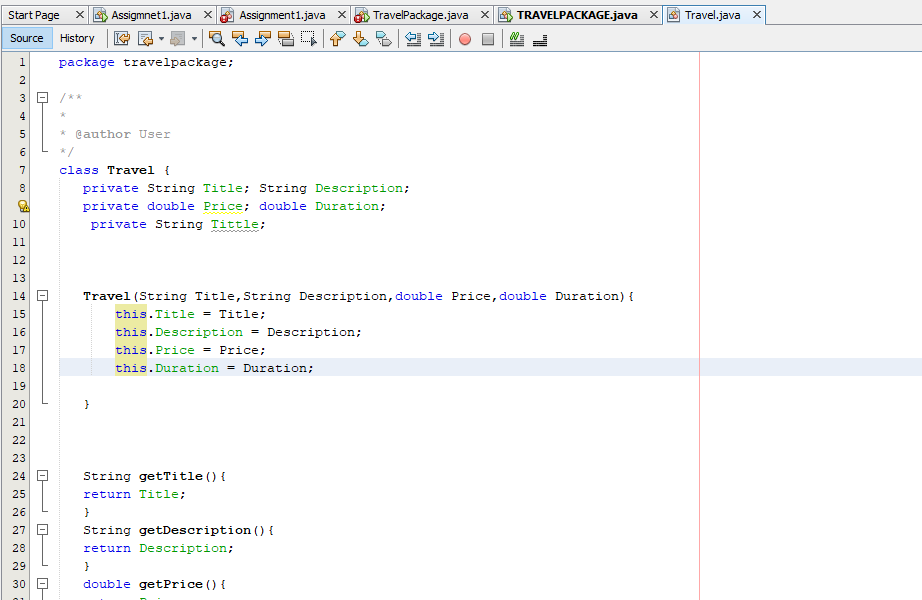 Start Page Assigmnet1.java Assignment1.java TravelPackage.java TRAVELPACKAGE.java Travel.java
Source History
1 package travelpackage;
2
3 /**
4 *
5 * @author User
6 */
7 class Travel {
8 private String Title; String Description;
private double Price; double Duration;
10 private String Tittle;
11
12
13
14 Travel(String Title,String Description,double Price,double Duration){
15 this.Title = Title;
16 this.Description = Description;
17 this.Price = Price;
18 this.Duration = Duration;
19
20 }
21
22
23
24 String getTitle(){
25 return Title;
26 }
27 String getDescription(){
28 return Description;
29 }
30 double getPrice(){